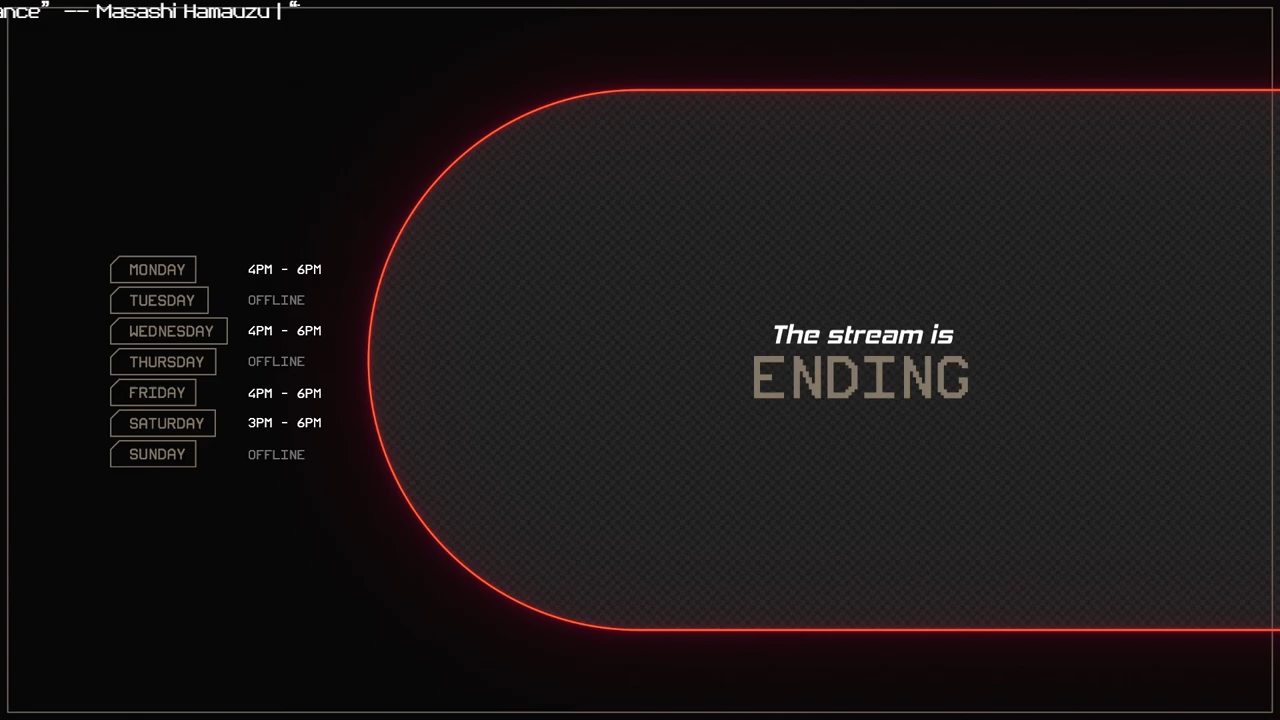 ance” -- Masashi Hamauzu | “
MONDAY 4PM - 6PM
TUESDAY OFFLINE
WEDNESDAY 4PM - 6PM
THURSDAY OFFLINE
FRIDAY 4PM - 6PM
SATURDAY 3PM - 6PM
SUNDAY OFFLINE
The stream is
ENDING